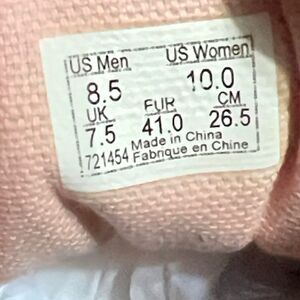 US Men US Women
8.5 10.0
UK EUR CM
7.5 41.0 26.5
721454 Made in China
Fabrique en Chine